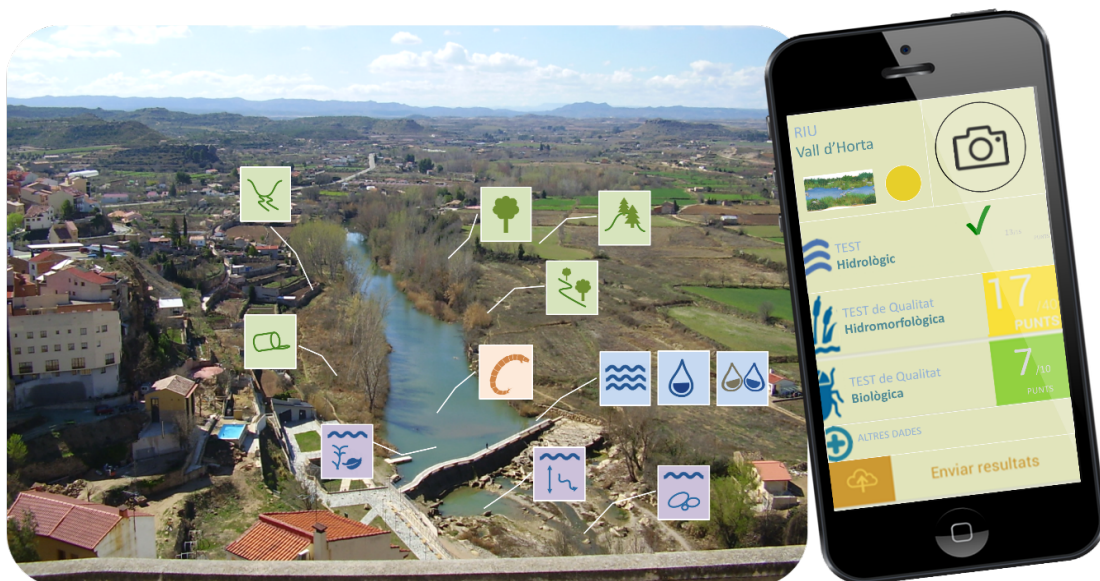 RIU
Vall d'Horta
TEST
Hidrològic
TEST de Qualitat
Hidromorfològica
17
/40
PUNTS
TEST de Qualitat
Biològica
7
/10
PUNTS
ALTRES DADES
Enviar resultats